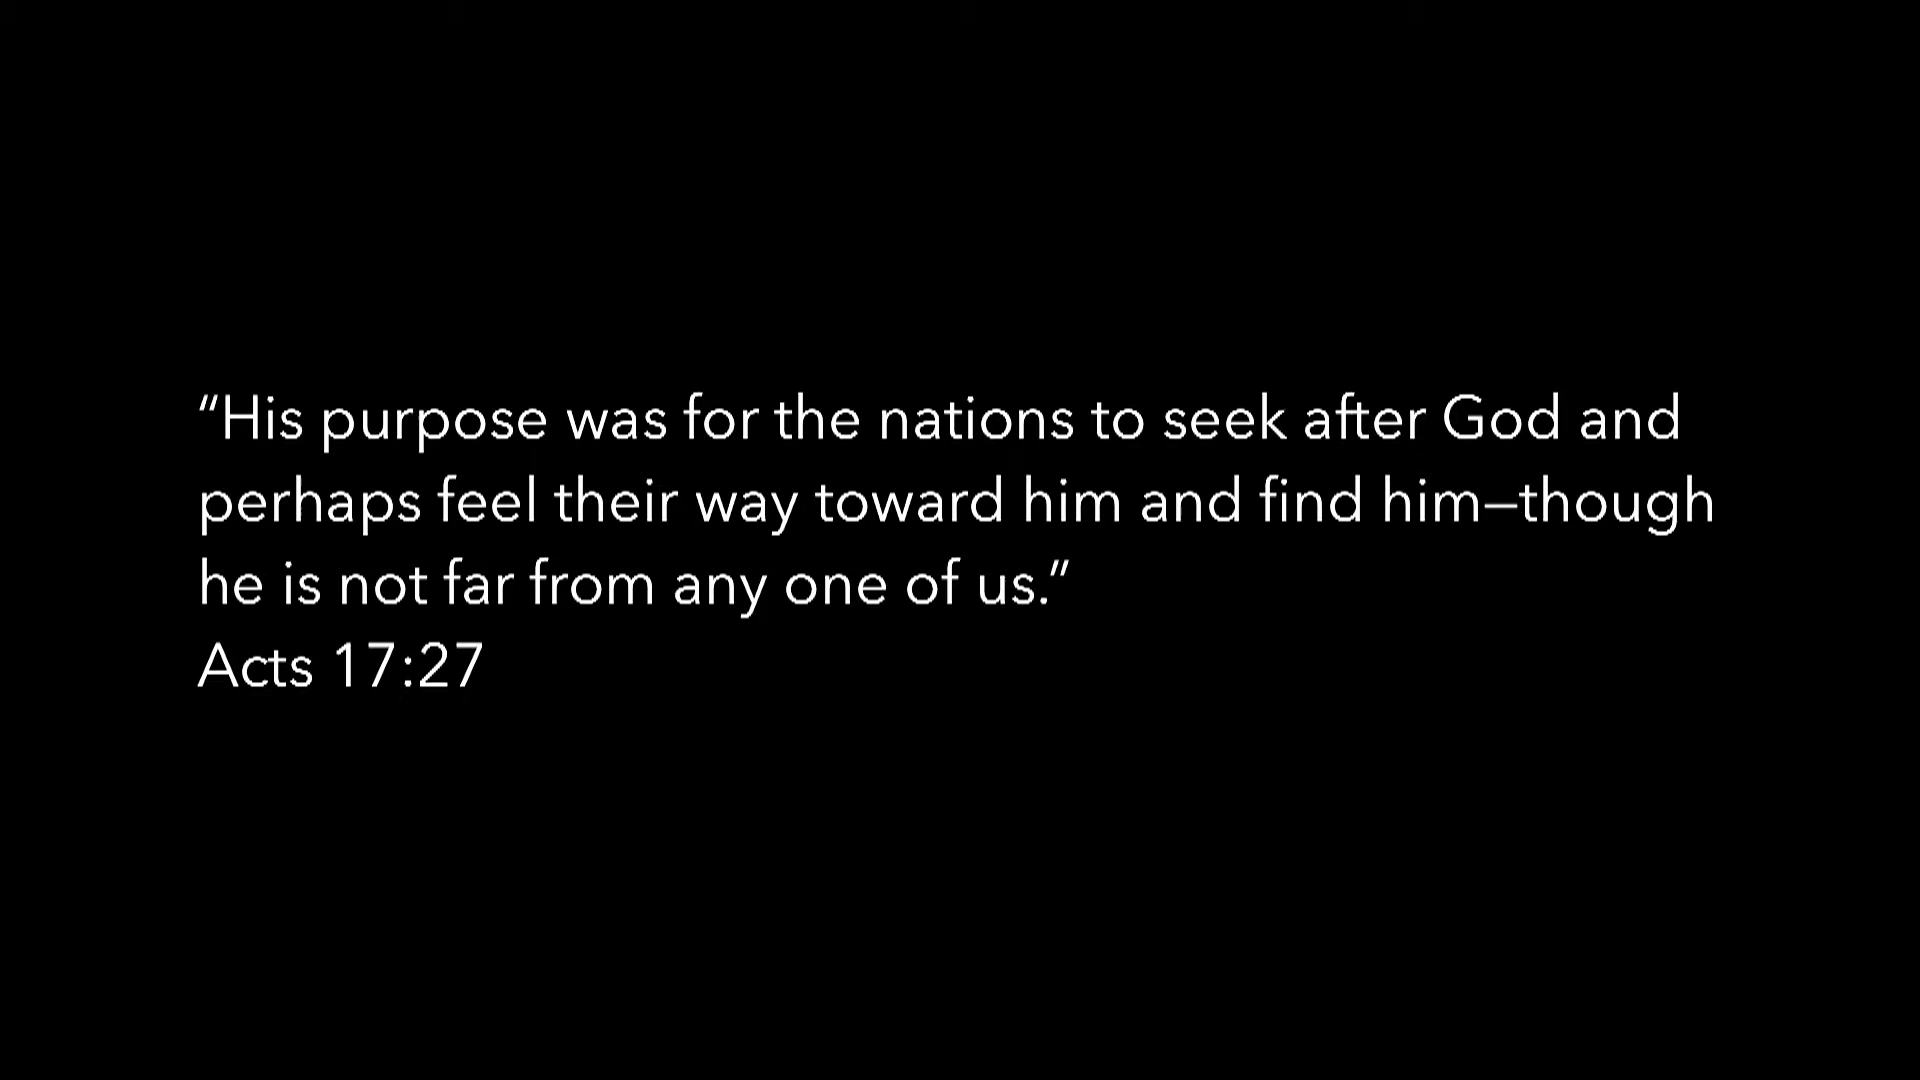 “His purpose was for the nations to seek after God and
perhaps feel their way toward him and find him—though
he is not far from any one of us.”
Acts 17:27